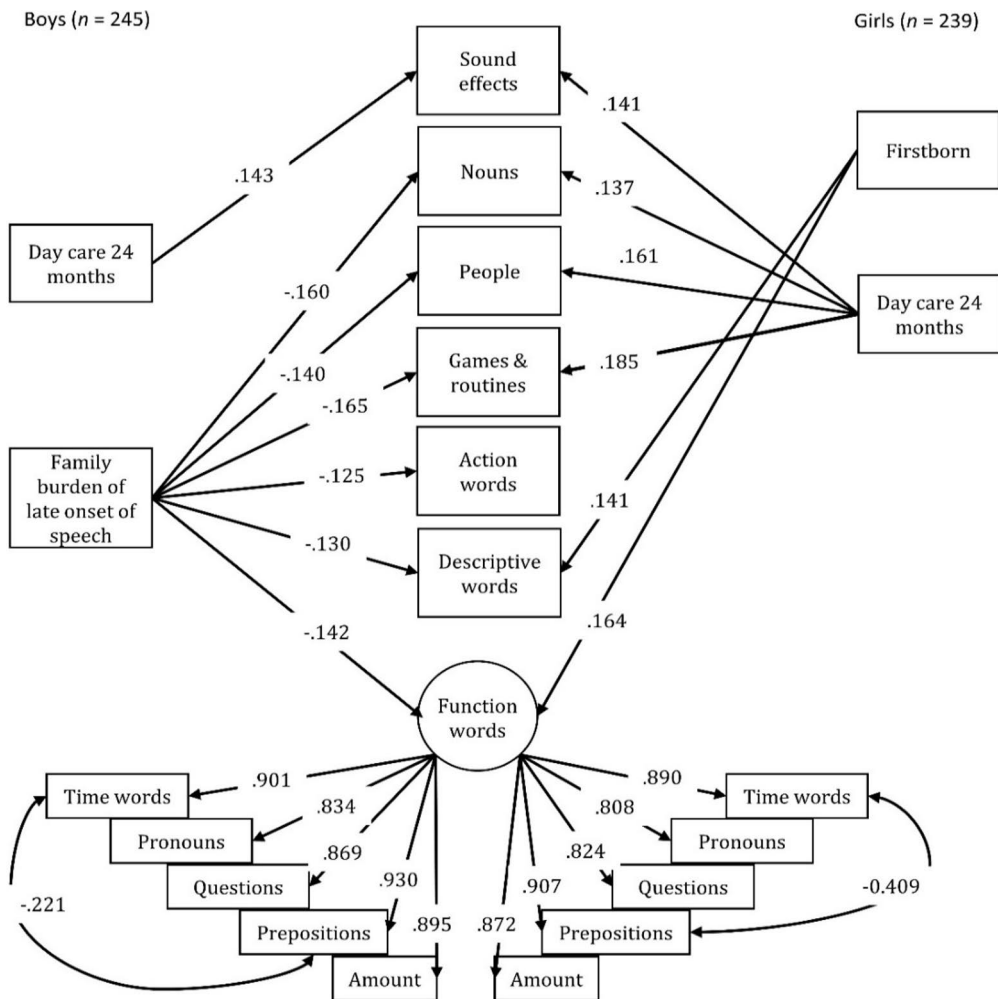 Boys (n = 245)
Girls (n = 239)
Sound
effects
.141
Firstborn
.143
Nouns
.137
Day care 24
months
People
.161
Day care 24
months
-.160
-.140
Games &
routines
.185
-.165
Family
burden of
late onset of
speech
Action
words
-.125
.141
-.130
Descriptive
words
-.142
.164
Function
words
Time words
.901
.890
Time words
Pronouns
.834
.808
Pronouns
Questions
.869
.824
Questions
-.221
.930
.907
-0.409
Prepositions
.895
.872
Prepositions
Amount
Amount